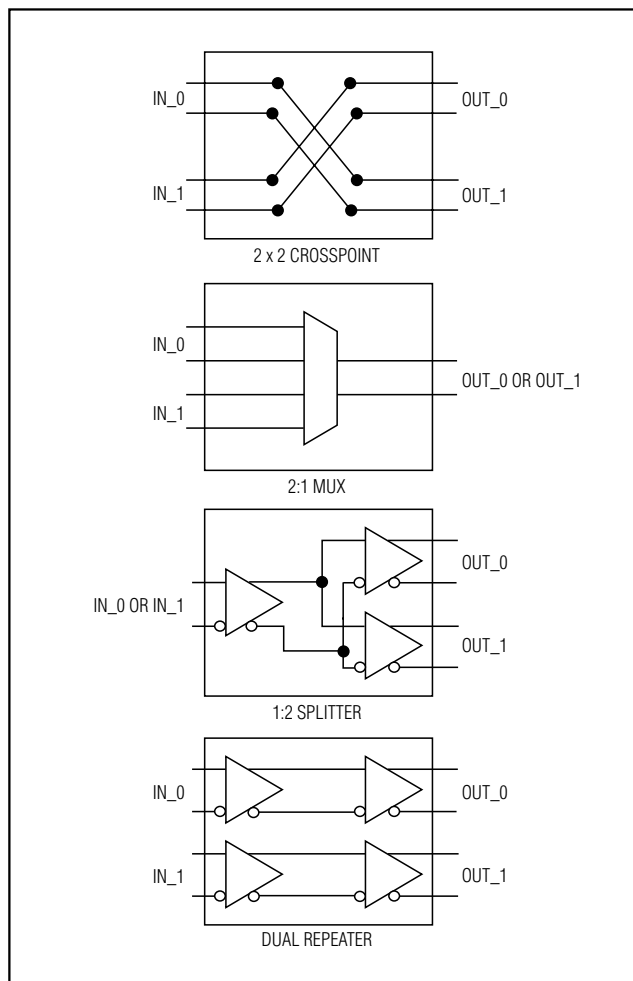 IN_0
OUT_0
IN_1
OUT_1
2 x 2 CROSSPOINT
IN_0
OUT_0 OR OUT_1
IN_1
2:1 MUX
OUT_0
IN_0 OR IN_1
OUT_1
1:2 SPLITTER
IN_0
OUT_0
IN_1
OUT_1
DUAL REPEATER